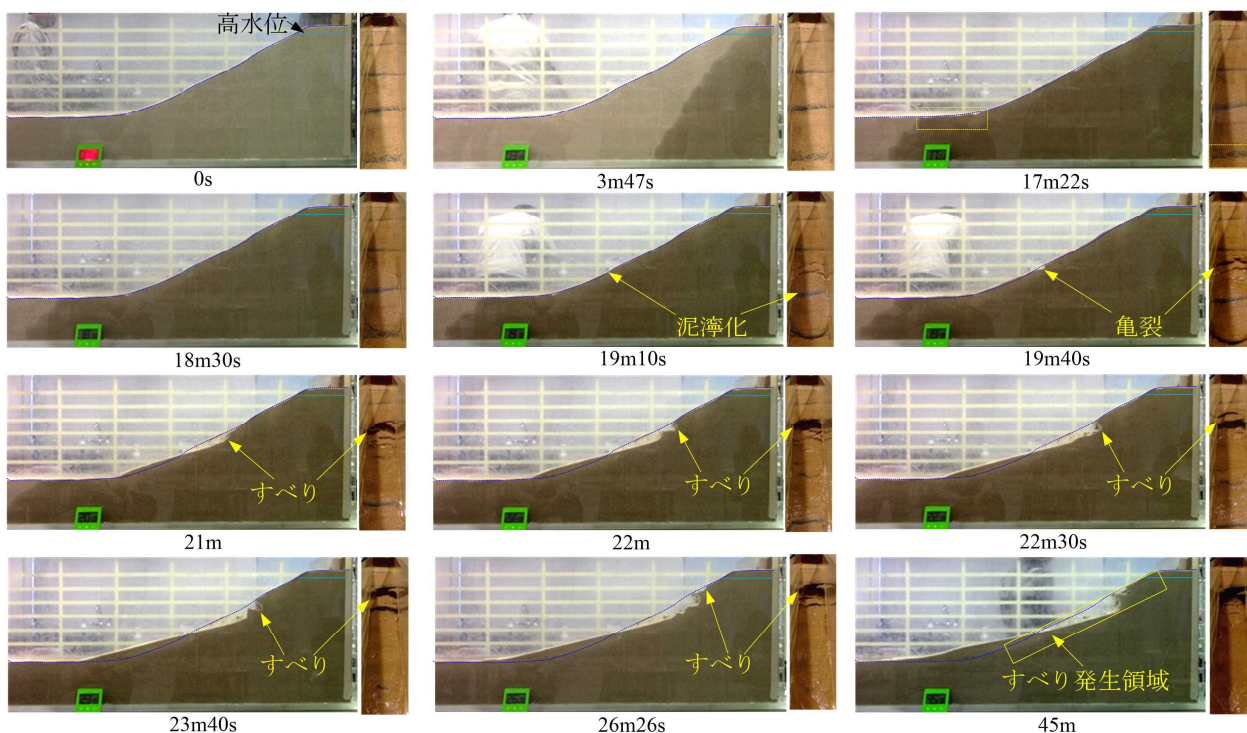 高水位
0s
3m47s
17m22s
18m30s
泥濘化
19m10s
亀裂
19m40s
すべり
21m
すべり
22m
すべり
22m30s
すべり
23m40s
すべり
26m26s
すべり発生領域
45m